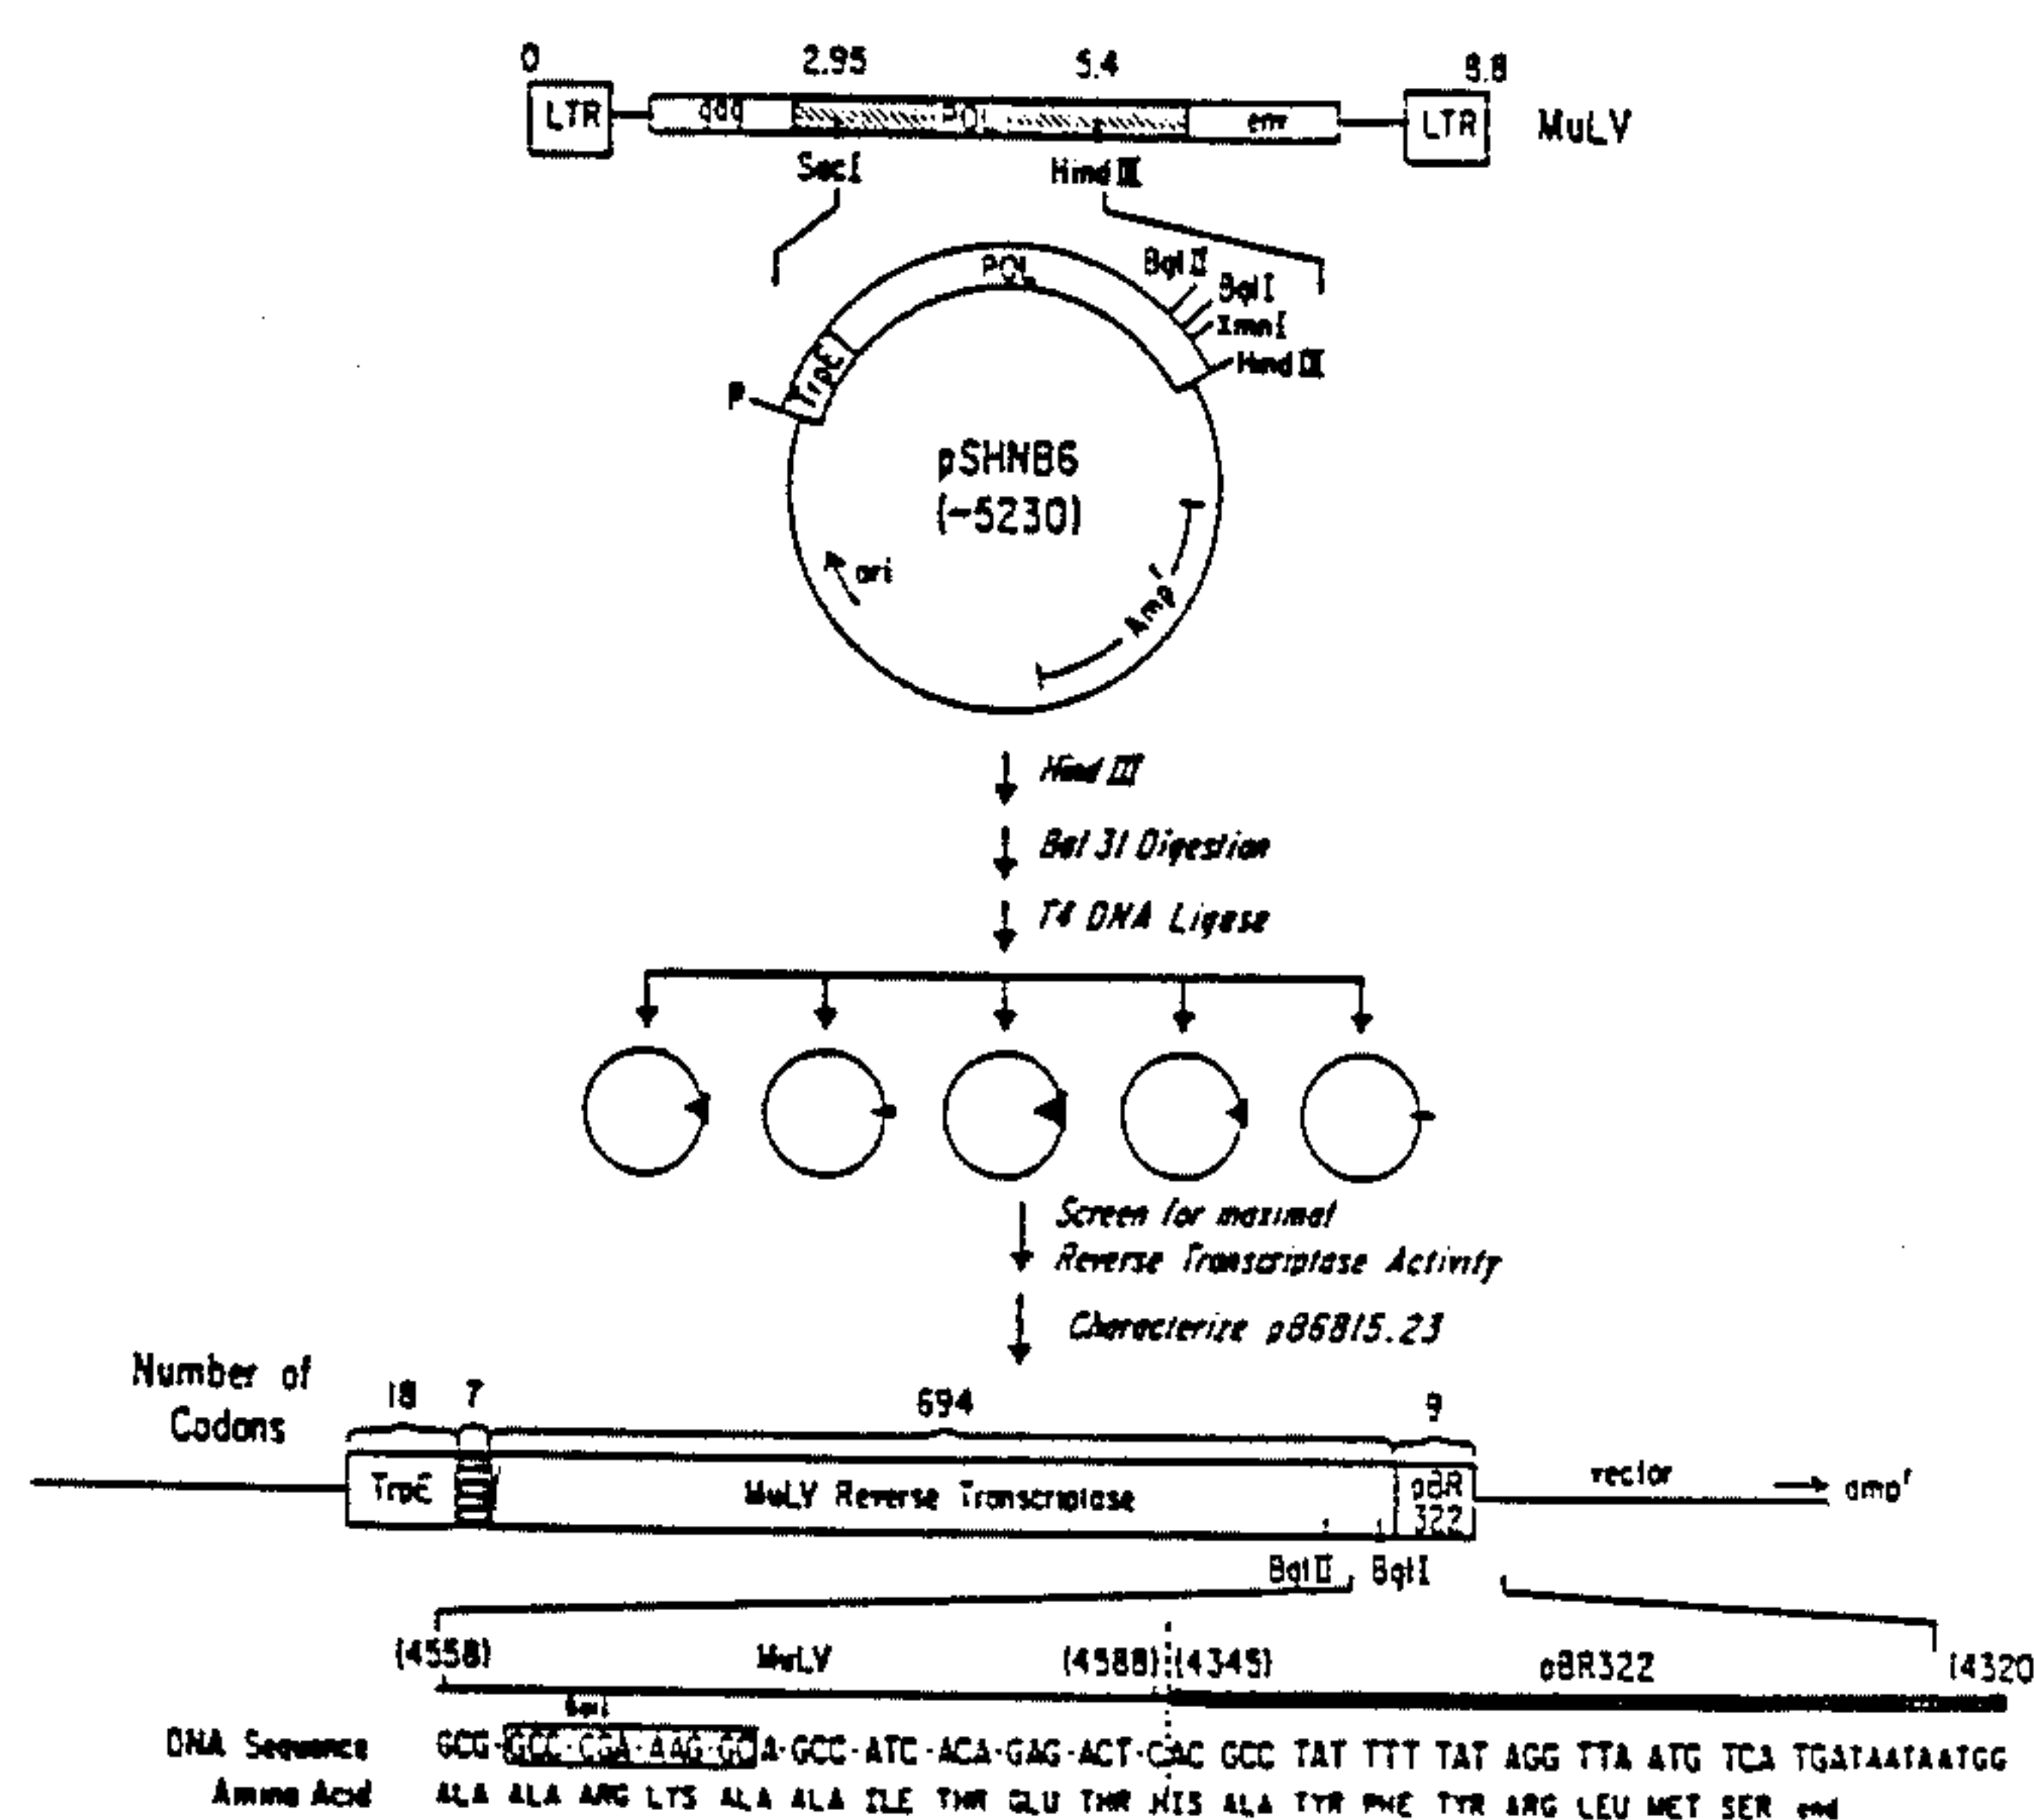 0 2.95 5.4 8.8
LTR gag POL env LTR MuLV
SacI HindIII
POL BglII
BglI
XmnI
HindIII
TrpE
P
pSHNB6
(~5230)
ori
Amp^r
Hind III
Bal 31 Digestion
T4 DNA Ligase
Screen for maximal
Reverse Transcriptase Activity
Characterize pB6B15.23
Number of
Codons
18 7 694 9
TrpE MuLV Reverse Transcriptase pBR
322 vector amp^r
BglII BglI
(4558) MuLV (4588) (4345) pBR322 (4320
BglI
DNA Sequence GCG-GCC-CGA-AAG-GCA-GCC-ATC-ACA-GAG-ACT-CAC GCC TAT TTT TAT AGG TTA ATG TCA TGATAATAATGG
Amino Acid ALA ALA ARG LYS ALA ALA ILE THR GLU THR HIS ALA TYR PHE TYR ARG LEU MET SER end